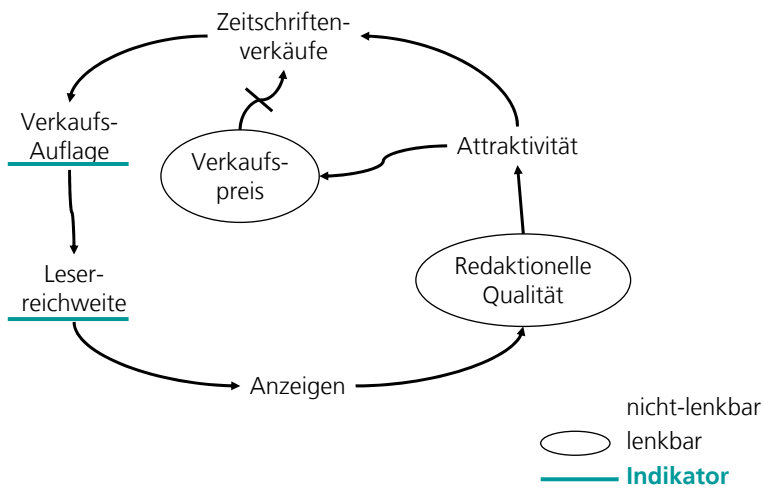 Zeitschriften-
verkäufe
Verkaufs-
Auflage
Verkaufs-
preis
Attraktivität
Leser-
reichweite
Redaktionelle
Qualität
Anzeigen
nicht-lenkbar
lenkbar
Indikator